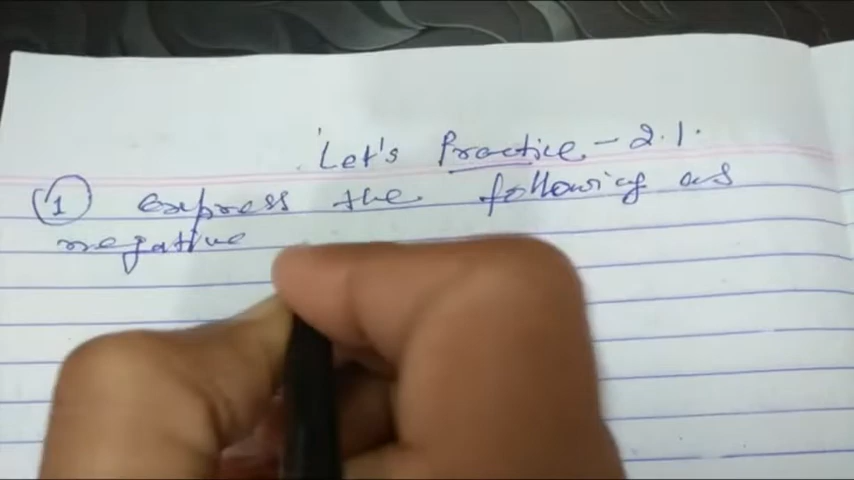 Let's Practice - 2.1.
1 express the following as
negative